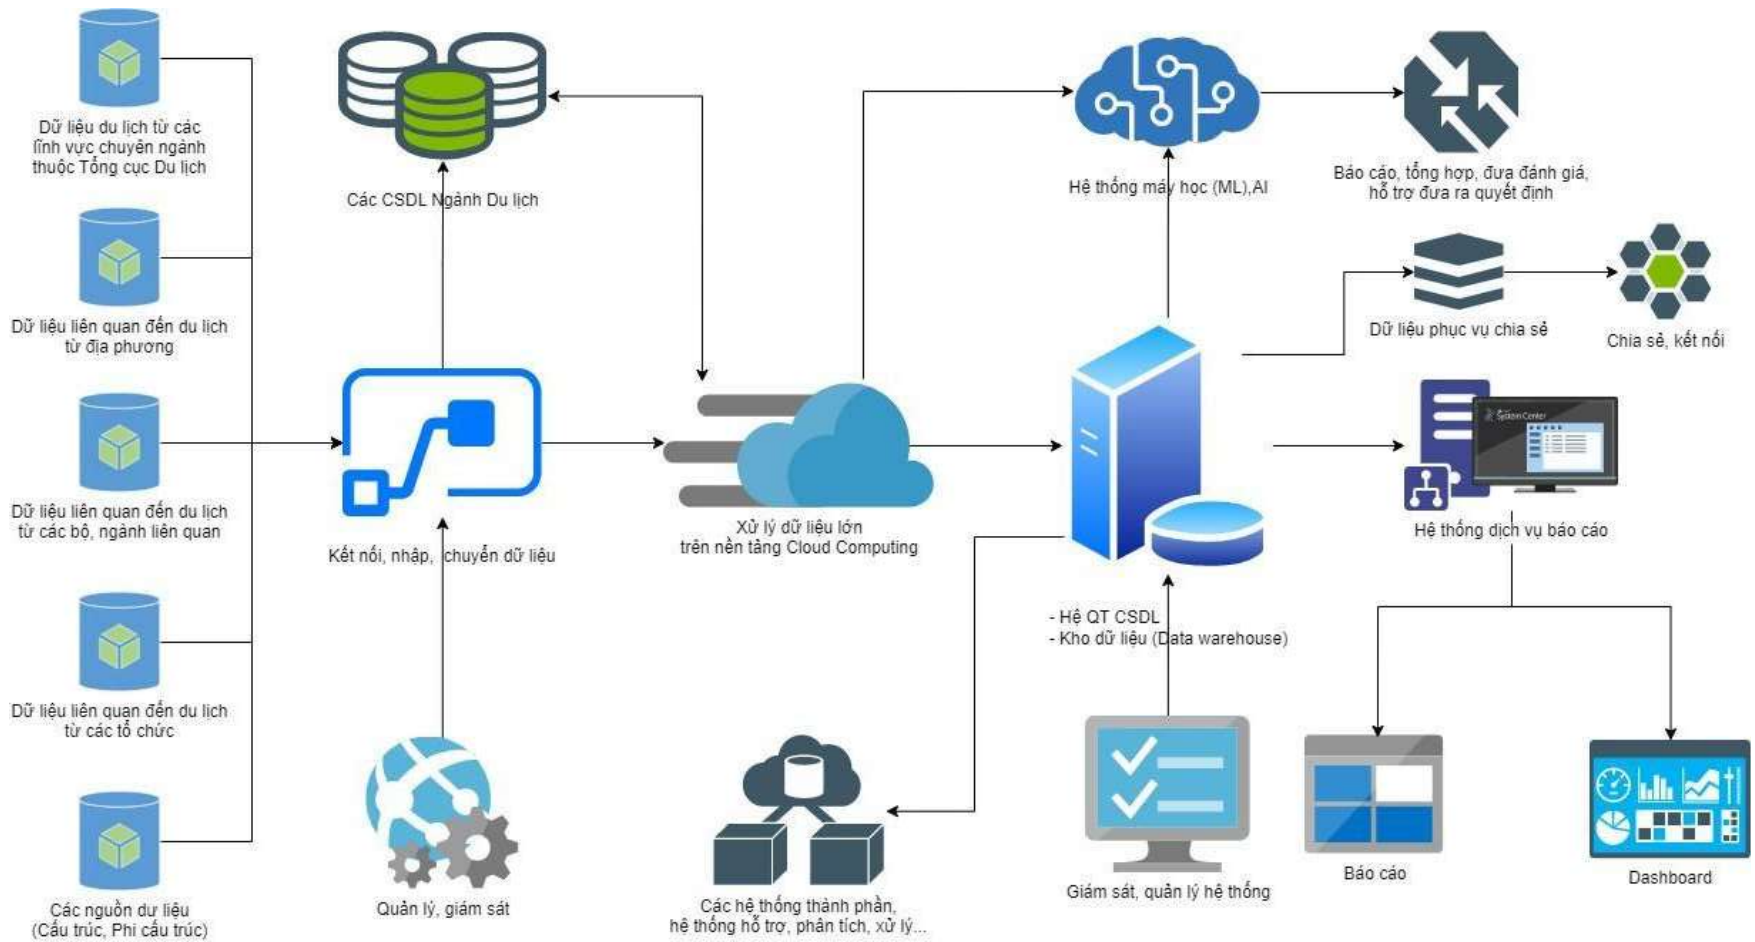 Dữ liệu du lịch từ các
lĩnh vực chuyên ngành
thuộc Tổng cục Du lịch
Dữ liệu liên quan đến du lịch
từ địa phương
Dữ liệu liên quan đến du lịch
từ các bộ, ngành liên quan
Dữ liệu liên quan đến du lịch
từ các tổ chức
Các nguồn dư liệu
(Cấu trúc, Phi cấu trúc)
Các CSDL Ngành Du lịch
Kết nối, nhập, chuyển dữ liệu
Quản lý, giám sát
Xử lý dữ liệu lớn
trên nền tảng Cloud Computing
Các hệ thống thành phần,
hệ thống hỗ trợ, phân tích, xử lý...
Hệ thống máy học (ML),AI
- Hệ QT CSDL
- Kho dữ liệu (Data warehouse)
Giám sát, quản lý hệ thống
Báo cáo, tổng hợp, đưa đánh giá,
hỗ trợ đưa ra quyết định
Dữ liệu phục vụ chia sẻ
Chia sẻ, kết nối
System Center
Hệ thống dịch vụ báo cáo
Báo cáo
Dashboard